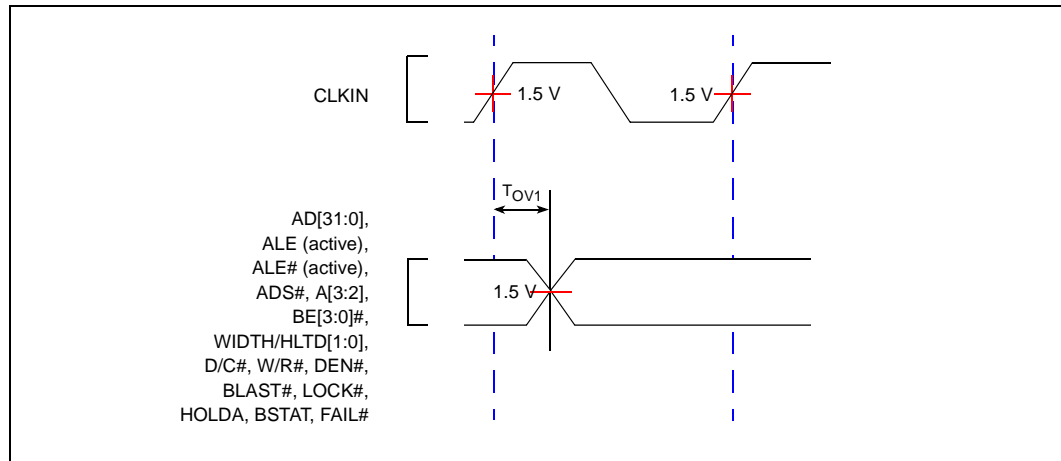 CLKIN
1.5 V
1.5 V
TOV1
AD[31:0],
ALE (active),
ALE# (active),
ADS#, A[3:2],
1.5 V
BE[3:0]#,
WIDTH/HLTD[1:0],
D/C#, W/R#, DEN#,
BLAST#, LOCK#,
HOLDA, BSTAT, FAIL#